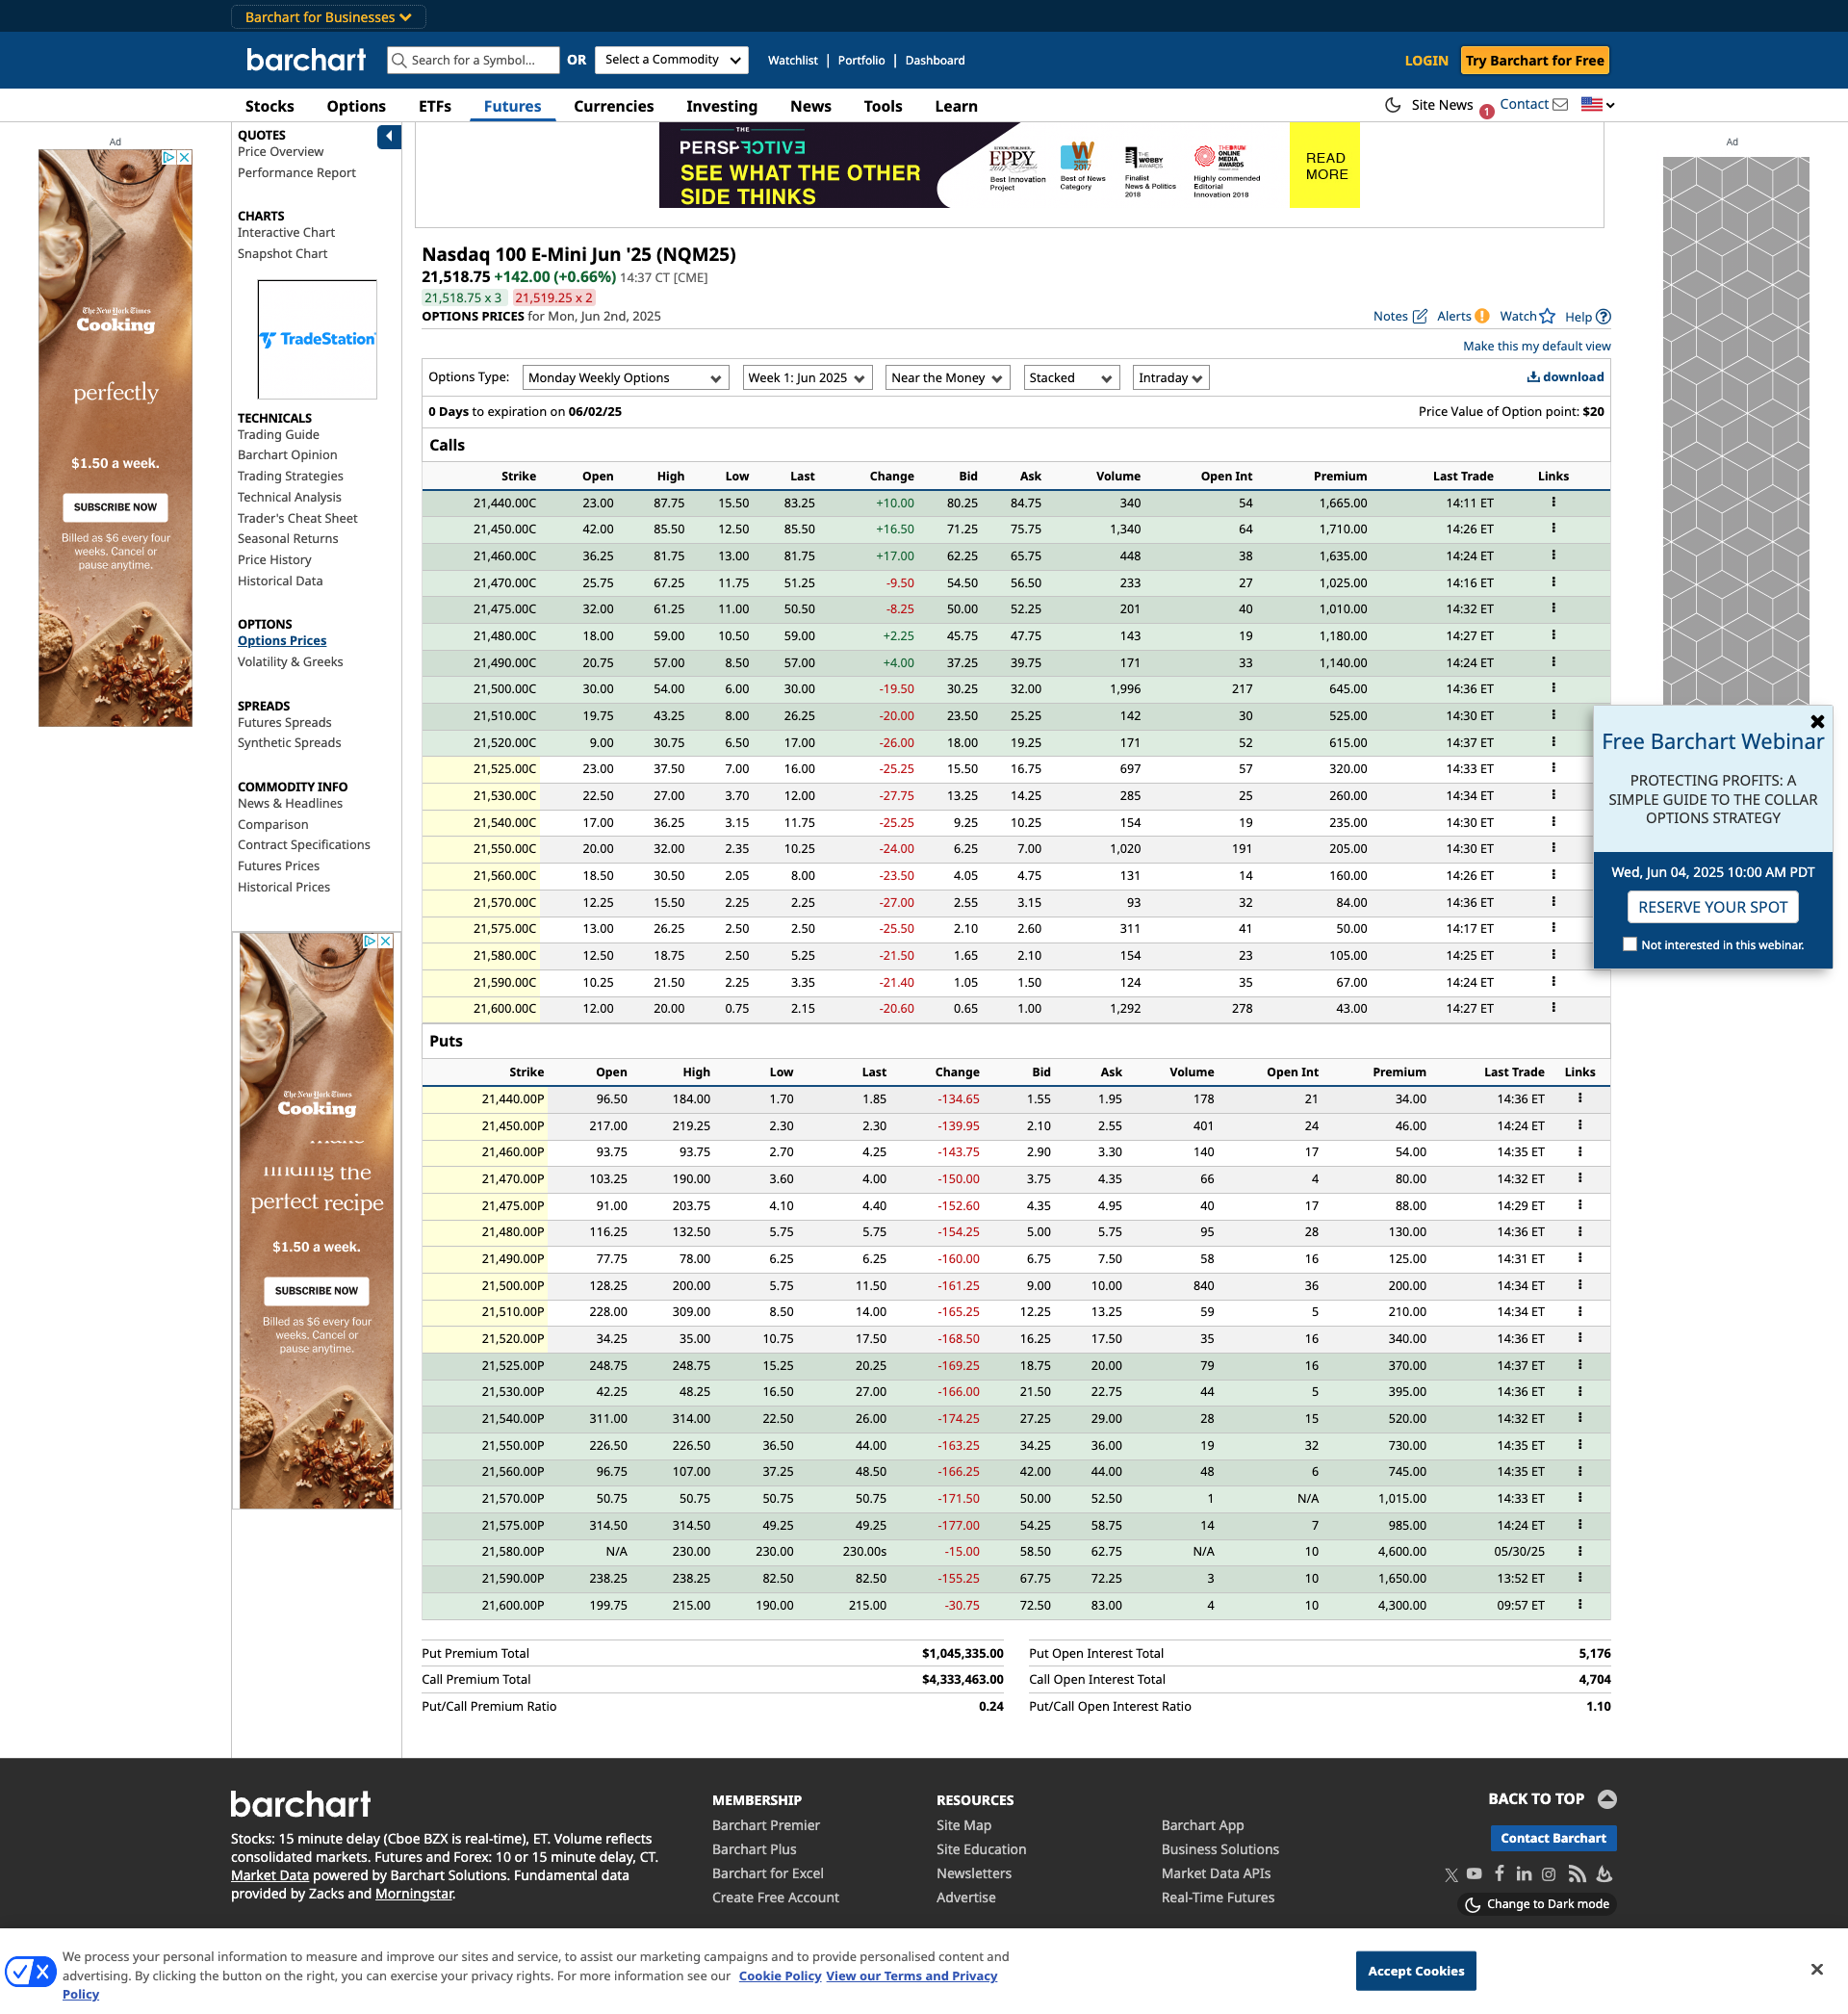 Barchart for Businesses
barchart
Search for a Symbol...
OR
Select a Commodity
Watchlist | Portfolio | Dashboard
LOGIN
Try Barchart for Free
Stocks Options ETFs Futures Currencies Investing News Tools Learn
Site News 1 Contact
Ad
The New York Times
Cooking
perfectly
$1.50 a week.
SUBSCRIBE NOW
Billed as $6 every four
weeks. Cancel or
pause anytime.
QUOTES
Price Overview
Performance Report
CHARTS
Interactive Chart
Snapshot Chart
TradeStation
TECHNICALS
Trading Guide
Barchart Opinion
Trading Strategies
Technical Analysis
Trader's Cheat Sheet
Seasonal Returns
Price History
Historical Data
OPTIONS
Options Prices
Volatility & Greeks
SPREADS
Futures Spreads
Synthetic Spreads
COMMODITY INFO
News & Headlines
Comparison
Contract Specifications
Futures Prices
Historical Prices
The New York Times
Cooking
finding the
perfect recipe
$1.50 a week.
SUBSCRIBE NOW
Billed as $6 every four
weeks. Cancel or
pause anytime.
THE
PERSPECTIVE
SEE WHAT THE OTHER
SIDE THINKS
EPPY
2017
Best Innovation
Project
W
2017
Best of News
Category
THE WEBBY AWARDS
Finalist
News & Politics
2018
THE DRUM
ONLINE
MEDIA
AWARDS
Highly commended
Editorial
Innovation 2018
READ
MORE
Ad
Nasdaq 100 E-Mini Jun '25 (NQM25)
21,518.75 +142.00 (+0.66%) 14:37 CT [CME]
21,518.75 x 3 21,519.25 x 2
OPTIONS PRICES for Mon, Jun 2nd, 2025
Notes Alerts Watch Help
Make this my default view
Options Type: Monday Weekly Options Week 1: Jun 2025 Near the Money Stacked Intraday download
0 Days to expiration on 06/02/25 Price Value of Option point: $20
Calls
Strike Open High Low Last Change Bid Ask Volume Open Int Premium Last Trade Links
21,440.00C 23.00 87.75 15.50 83.25 +10.00 80.25 84.75 340 54 1,665.00 14:11 ET
21,450.00C 42.00 85.50 12.50 85.50 +16.50 71.25 75.75 1,340 64 1,710.00 14:26 ET
21,460.00C 36.25 81.75 13.00 81.75 +17.00 62.25 65.75 448 38 1,635.00 14:24 ET
21,470.00C 25.75 67.25 11.75 51.25 -9.50 54.50 56.50 233 27 1,025.00 14:16 ET
21,475.00C 32.00 61.25 11.00 50.50 -8.25 50.00 52.25 201 40 1,010.00 14:32 ET
21,480.00C 18.00 59.00 10.50 59.00 +2.25 45.75 47.75 143 19 1,180.00 14:27 ET
21,490.00C 20.75 57.00 8.50 57.00 +4.00 37.25 39.75 171 33 1,140.00 14:24 ET
21,500.00C 30.00 54.00 6.00 30.00 -19.50 30.25 32.00 1,996 217 645.00 14:36 ET
21,510.00C 19.75 43.25 8.00 26.25 -20.00 23.50 25.25 142 30 525.00 14:30 ET
21,520.00C 9.00 30.75 6.50 17.00 -26.00 18.00 19.25 171 52 615.00 14:37 ET
21,525.00C 23.00 37.50 7.00 16.00 -25.25 15.50 16.75 697 57 320.00 14:33 ET
21,530.00C 22.50 27.00 3.70 12.00 -27.75 13.25 14.25 285 25 260.00 14:34 ET
21,540.00C 17.00 36.25 3.15 11.75 -25.25 9.25 10.25 154 19 235.00 14:30 ET
21,550.00C 20.00 32.00 2.35 10.25 -24.00 6.25 7.00 1,020 191 205.00 14:30 ET
21,560.00C 18.50 30.50 2.05 8.00 -23.50 4.05 4.75 131 14 160.00 14:26 ET
21,570.00C 12.25 15.50 2.25 2.25 -27.00 2.55 3.15 93 32 84.00 14:36 ET
21,575.00C 13.00 26.25 2.50 2.50 -25.50 2.10 2.60 311 41 50.00 14:17 ET
21,580.00C 12.50 18.75 2.50 5.25 -21.50 1.65 2.10 154 23 105.00 14:25 ET
21,590.00C 10.25 21.50 2.25 3.35 -21.40 1.05 1.50 124 35 67.00 14:24 ET
21,600.00C 12.00 20.00 0.75 2.15 -20.60 0.65 1.00 1,292 278 43.00 14:27 ET
Puts
Strike Open High Low Last Change Bid Ask Volume Open Int Premium Last Trade Links
21,440.00P 96.50 184.00 1.70 1.85 -134.65 1.55 1.95 178 21 34.00 14:36 ET
21,450.00P 217.00 219.25 2.30 2.30 -139.95 2.10 2.55 401 24 46.00 14:24 ET
21,460.00P 93.75 93.75 2.70 4.25 -143.75 2.90 3.30 140 17 54.00 14:35 ET
21,470.00P 103.25 190.00 3.60 4.00 -150.00 3.75 4.35 66 4 80.00 14:32 ET
21,475.00P 91.00 203.75 4.10 4.40 -152.60 4.35 4.95 40 17 88.00 14:29 ET
21,480.00P 116.25 132.50 5.75 5.75 -154.25 5.00 5.75 95 28 130.00 14:36 ET
21,490.00P 77.75 78.00 6.25 6.25 -160.00 6.75 7.50 58 16 125.00 14:31 ET
21,500.00P 128.25 200.00 5.75 11.50 -161.25 9.00 10.00 840 36 200.00 14:34 ET
21,510.00P 228.00 309.00 8.50 14.00 -165.25 12.25 13.25 59 5 210.00 14:34 ET
21,520.00P 34.25 35.00 10.75 17.50 -168.50 16.25 17.50 35 16 340.00 14:36 ET
21,525.00P 248.75 248.75 15.25 20.25 -169.25 18.75 20.00 79 16 370.00 14:37 ET
21,530.00P 42.25 48.25 16.50 27.00 -166.00 21.50 22.75 44 5 395.00 14:36 ET
21,540.00P 311.00 314.00 22.50 26.00 -174.25 27.25 29.00 28 15 520.00 14:32 ET
21,550.00P 226.50 226.50 36.50 44.00 -163.25 34.25 36.00 19 32 730.00 14:35 ET
21,560.00P 96.75 107.00 37.25 48.50 -166.25 42.00 44.00 48 6 745.00 14:35 ET
21,570.00P 50.75 50.75 50.75 50.75 -171.50 50.00 52.50 1 N/A 1,015.00 14:33 ET
21,575.00P 314.50 314.50 49.25 49.25 -177.00 54.25 58.75 14 7 985.00 14:24 ET
21,580.00P N/A 230.00 230.00 230.00s -15.00 58.50 62.75 N/A 10 4,600.00 05/30/25
21,590.00P 238.25 238.25 82.50 82.50 -155.25 67.75 72.25 3 10 1,650.00 13:52 ET
21,600.00P 199.75 215.00 190.00 215.00 -30.75 72.50 83.00 4 10 4,300.00 09:57 ET
Put Premium Total $1,045,335.00 Put Open Interest Total 5,176
Call Premium Total $4,333,463.00 Call Open Interest Total 4,704
Put/Call Premium Ratio 0.24 Put/Call Open Interest Ratio 1.10
Free Barchart Webinar
PROTECTING PROFITS: A
SIMPLE GUIDE TO THE COLLAR
OPTIONS STRATEGY
Wed, Jun 04, 2025 10:00 AM PDT
RESERVE YOUR SPOT
Not interested in this webinar.
barchart
Stocks: 15 minute delay (Cboe BZX is real-time), ET. Volume reflects
consolidated markets. Futures and Forex: 10 or 15 minute delay, CT.
Market Data powered by Barchart Solutions. Fundamental data
provided by Zacks and Morningstar.
MEMBERSHIP
Barchart Premier
Barchart Plus
Barchart for Excel
Create Free Account
RESOURCES
Site Map
Site Education
Newsletters
Advertise
Barchart App
Business Solutions
Market Data APIs
Real-Time Futures
BACK TO TOP
Contact Barchart
Change to Dark mode
We process your personal information to measure and improve our sites and service, to assist our marketing campaigns and to provide personalised content and
advertising. By clicking the button on the right, you can exercise your privacy rights. For more information see our Cookie Policy View our Terms and Privacy
Policy
Accept Cookies